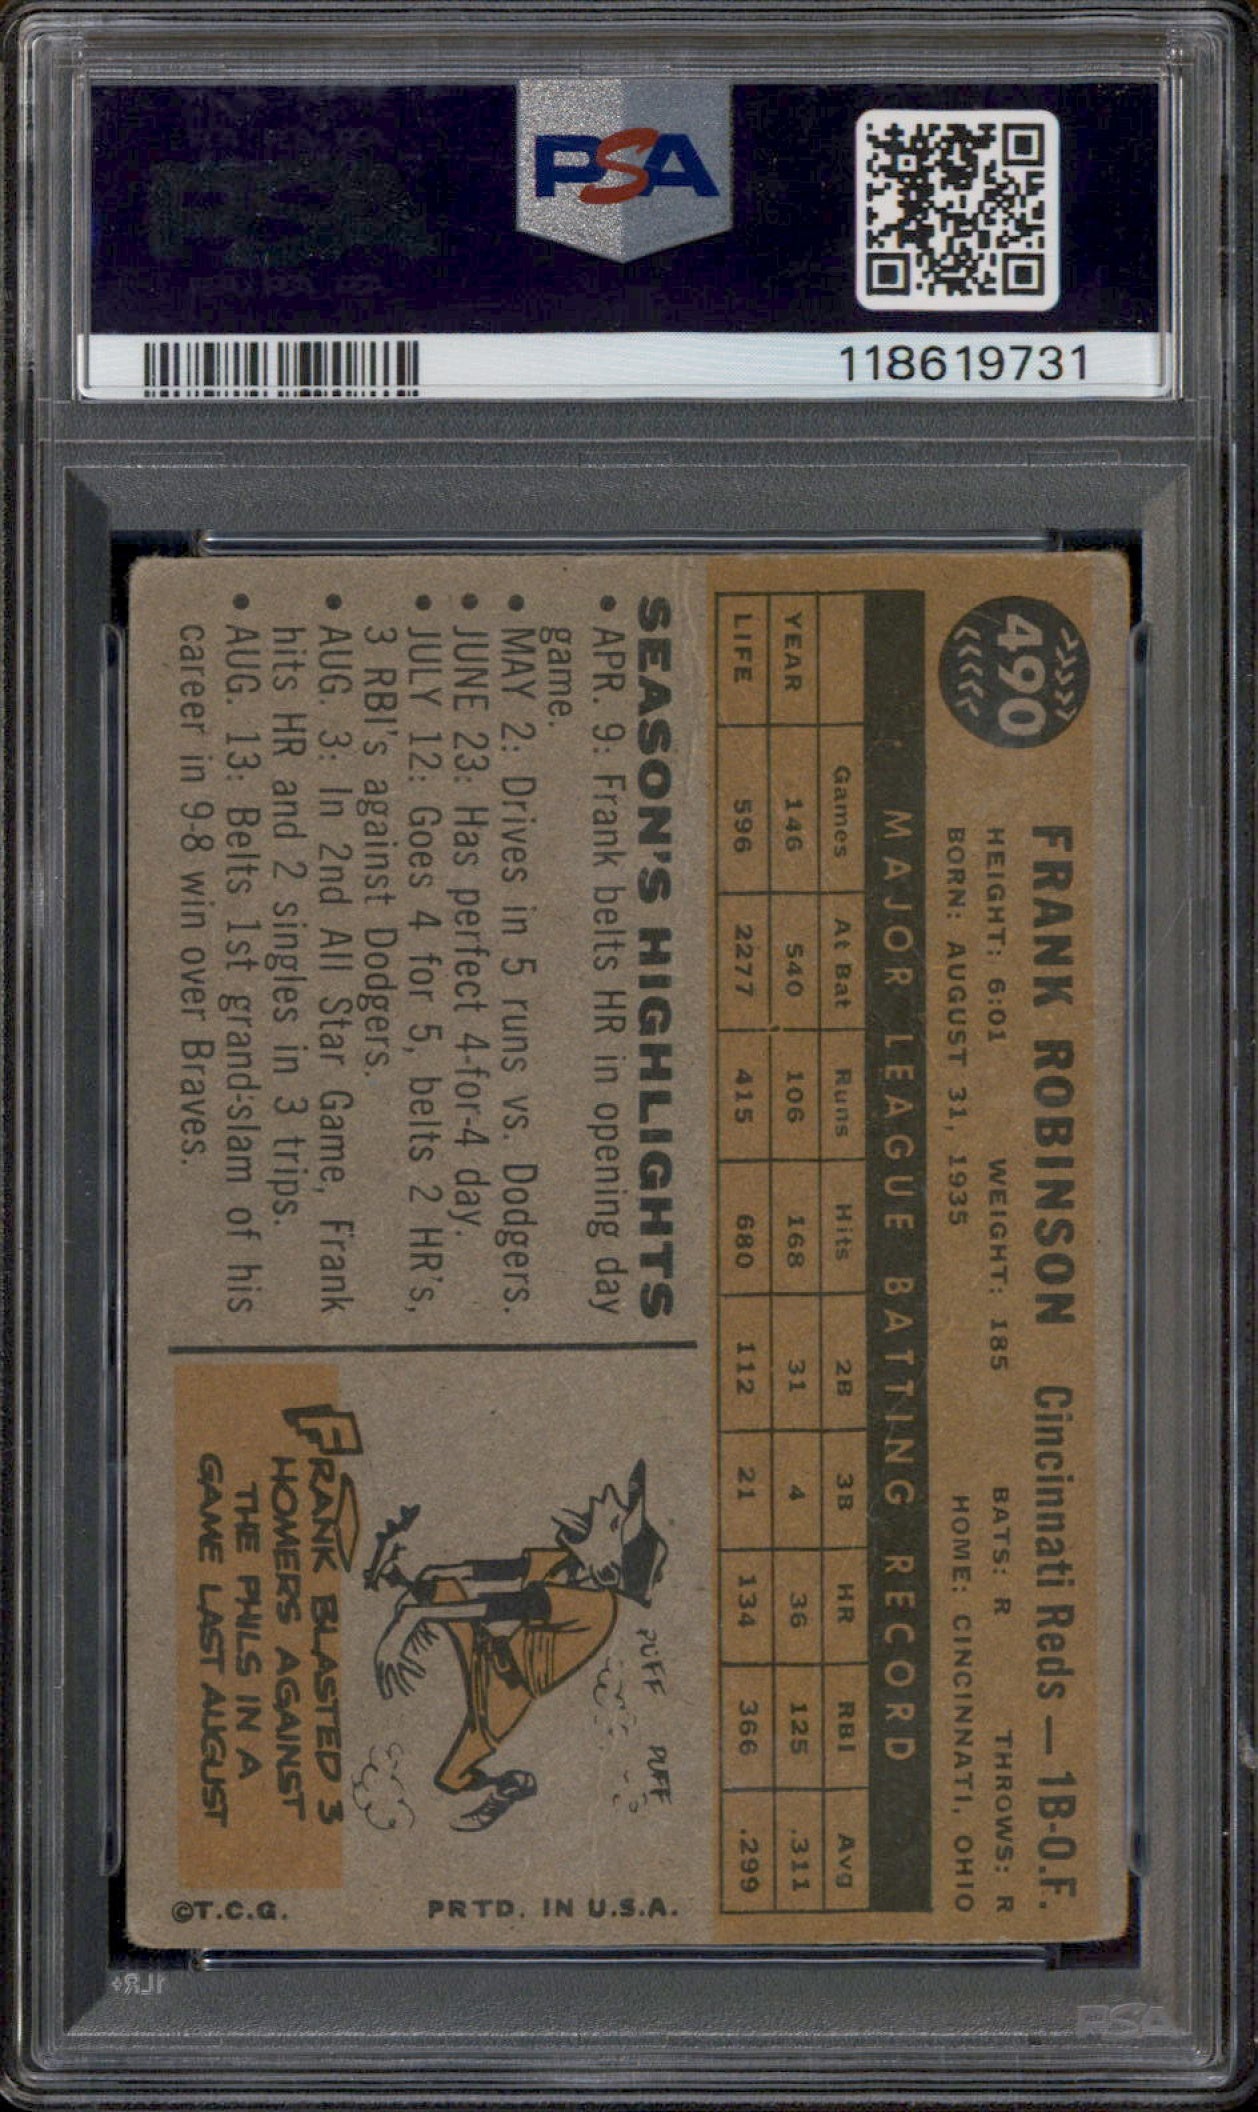 PSA
118619731
490
FRANK ROBINSON Cincinnati Reds — 1B-O.F.
HEIGHT: 6:01 WEIGHT: 185 BATS: R THROWS: R
BORN: AUGUST 31, 1935 HOME: CINCINNATI, OHIO
MAJOR LEAGUE BATTING RECORD
Games At Bat Runs Hits 2B 3B HR RBI Avg
YEAR 146 540 106 168 31 4 36 125 .311
LIFE 596 2277 415 680 112 21 134 366 .299
SEASON'S HIGHLIGHTS
• APR. 9: Frank belts HR in opening day
game.
• MAY 2: Drives in 5 runs vs. Dodgers.
• JUNE 23: Has perfect 4-for-4 day.
• JULY 12: Goes 4 for 5, belts 2 HR's,
3 RBI's against Dodgers.
• AUG. 3: In 2nd All Star Game, Frank
hits HR and 2 singles in 3 trips.
• AUG. 13: Belts 1st grand-slam of his
career in 9-8 win over Braves.
PUFF PUFF
FRANK BLASTED 3
HOMERS AGAINST
THE PHILS IN A
GAME LAST AUGUST
PRTD. IN U.S.A.
©T.C.G.
PSA